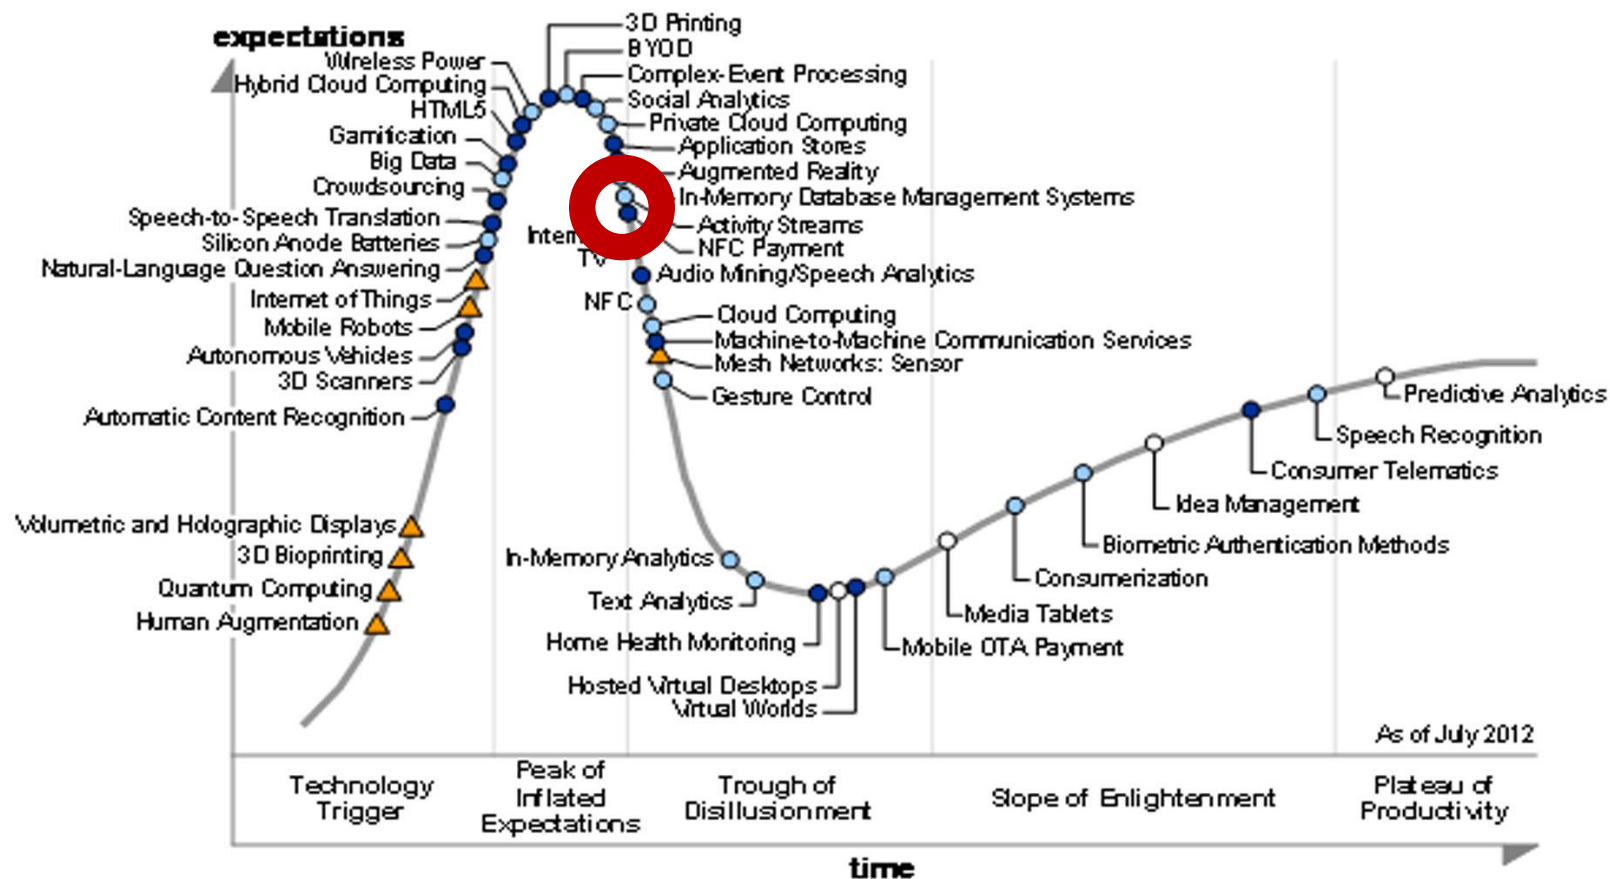 expectations
3D Printing
BYOD
Complex-Event Processing
Social Analytics
Private Cloud Computing
Application Stores
Augmented Reality
In-Memory Database Management Systems
Activity Streams
NFC Payment
Audio Mining/Speech Analytics
Wireless Power
Hybrid Cloud Computing
HTML5
Gamification
Big Data
Crowdsourcing
Speech-to-Speech Translation
Silicon Anode Batteries
Natural-Language Question Answering
Internet of Things
Mobile Robots
Autonomous Vehicles
3D Scanners
Automatic Content Recognition
Volumetric and Holographic Displays
3D Bioprinting
Quantum Computing
Human Augmentation
TV
NFC
Cloud Computing
Machine-to-Machine Communication Services
Mesh Networks: Sensor
Gesture Control
In-Memory Analytics
Text Analytics
Home Health Monitoring
Hosted Virtual Desktops
Virtual Worlds
Mobile OTA Payment
Media Tablets
Consumerization
Biometric Authentication Methods
Idea Management
Consumer Telematics
Speech Recognition
Predictive Analytics
As of July 2012
Technology
Trigger
Peak of
Inflated
Expectations
Trough of
Disillusionment
Slope of Enlightenment
Plateau of
Productivity
time